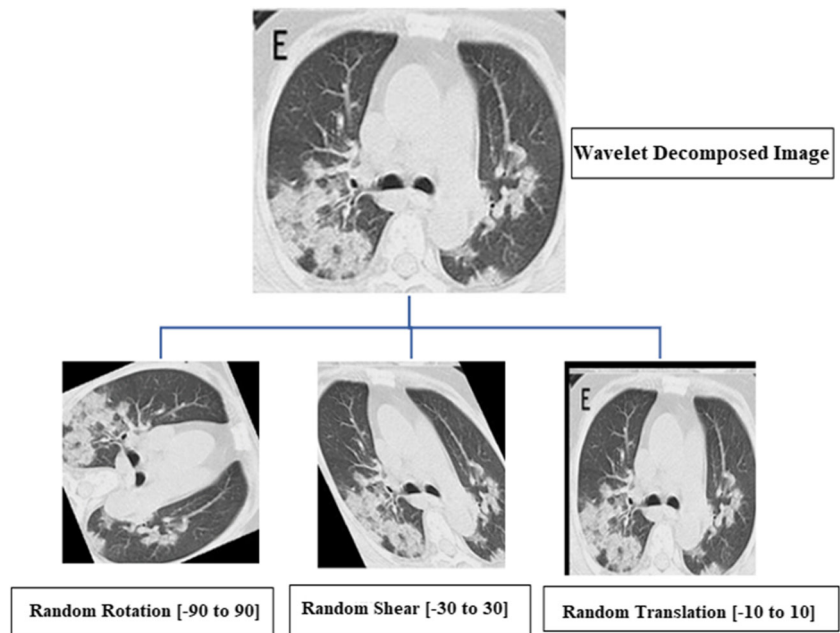 E
Wavelet Decomposed Image
E
Random Rotation [-90 to 90]
Random Shear [-30 to 30]
Random Translation [-10 to 10]